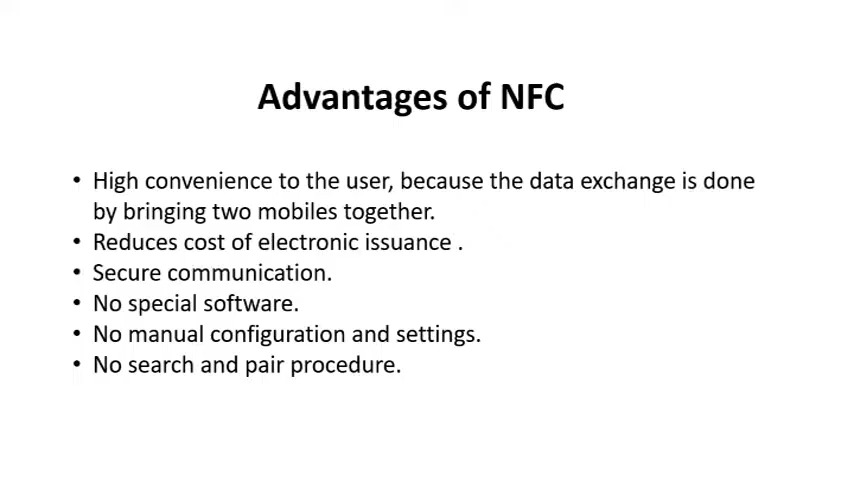 Advantages of NFC
• High convenience to the user, because the data exchange is done
by bringing two mobiles together.
• Reduces cost of electronic issuance .
• Secure communication.
• No special software.
• No manual configuration and settings.
• No search and pair procedure.